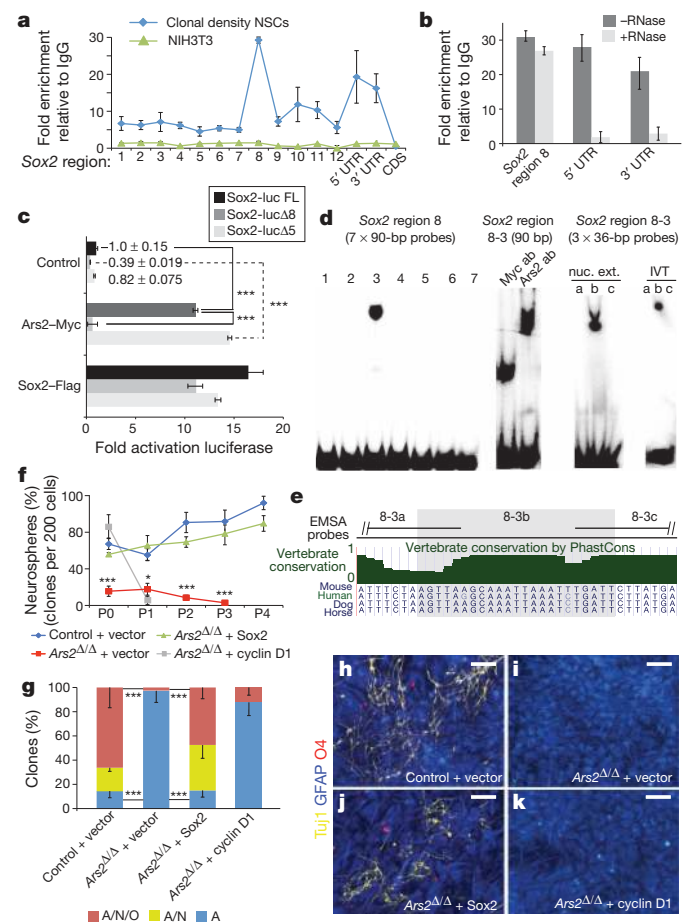 a
Clonal density NSCs
NIH3T3
Fold enrichment
relative to IgG
30
20
10
0
Sox2 region:
1 2 3 4 5 6 7 8 9 10 11 12 5′ UTR 3′ UTR CDS
b
–RNase
+RNase
Fold enrichment
relative to IgG
30
20
10
0
Sox2
region 8
5′ UTR
3′ UTR
c
Sox2-luc FL
Sox2-lucΔ8
Sox2-lucΔ5
Control
1.0 ± 0.15
0.39 ± 0.019
0.82 ± 0.075
***
***
***
Ars2–Myc
Sox2–Flag
0 5 10 15 20
Fold activation luciferase
d
Sox2 region 8
(7 × 90-bp probes)
1 2 3 4 5 6 7
Sox2 region
8-3 (90 bp)
Myc ab
Ars2 ab
Sox2 region 8-3
(3 × 36-bp probes)
nuc. ext.
a b c
IVT
a b c
e
8-3a 8-3b 8-3c
EMSA
probes
Vertebrate conservation by PhastCons
Vertebrate
conservation
1
0
Mouse
Human
Dog
Horse
ATTTCTAAGTTAAGCAAATTAAATCTGATTCTTATGA
ATTTCTAAGTTAGGCAAATTAAATCTGATTCTTATGA
ATTTCTAAGTTAAGCAAATTAAATCTGATTCTTATGA
ATTTCTAAGTTAAGCAAATTAAATCTGATTCTTATGA
f
Neurospheres (%)
(clones per 200 cells)
100
80
60
40
0
*** * *** ***
P0 P1 P2 P3 P4
Control + vector
Ars2Δ/Δ + Sox2
Ars2Δ/Δ + vector
Ars2Δ/Δ + cyclin D1
g
Clones (%)
100
80
60
40
20
0
*** ***
*** ***
Control + vector
Ars2Δ/Δ + vector
Ars2Δ/Δ + Sox2
Ars2Δ/Δ + cyclin D1
A/N/O A/N A
Tuj1 GFAP O4
h
Control + vector
i
Ars2Δ/Δ + vector
j
Ars2Δ/Δ + Sox2
k
Ars2Δ/Δ + cyclin D1